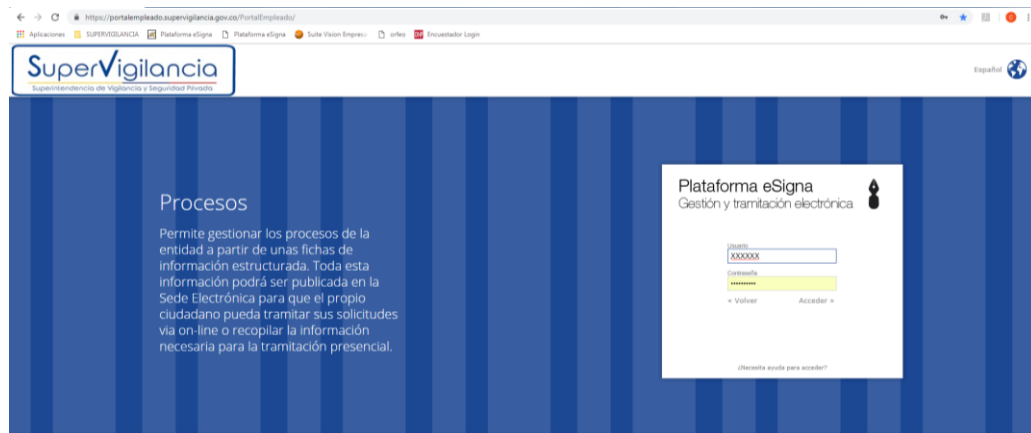 https://portalempleado.supervigilancia.gov.co/PortalEmpleado/
Aplicaciones SUPERVIGILANCIA Plataforma eSigna Plataforma eSigna Suite Vision Empres orfeo Encuestador Login
SuperVigilancia
Superintendencia de Vigilancia y Seguridad Privada
Español
Procesos
Permite gestionar los procesos de la
entidad a partir de unas fichas de
información estructurada. Toda esta
información podrá ser publicada en la
Sede Electrónica para que el propio
ciudadano pueda tramitar sus solicitudes
via on-line o recopilar la información
necesaria para la tramitación presencial.
Plataforma eSigna
Gestión y tramitación electrónica
Usuario
XXXXXX
Contraseña
••••••••••
« Volver Acceder »
¿Necesita ayuda para acceder?